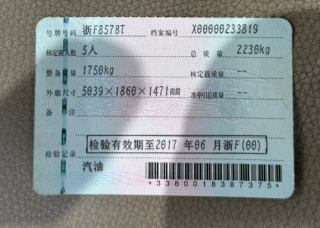 号牌号码 浙F8578T 档案编号 X00000233819
核定载人数 5人 总质量 2230kg
整备质量 1750kg 核定载质量 --
外廓尺寸 5039×1860×1471mm 准牵引总质量 --
备注
检验有效期至2017 年06 月浙F(00)
检验记录
汽油
*3380018387375*